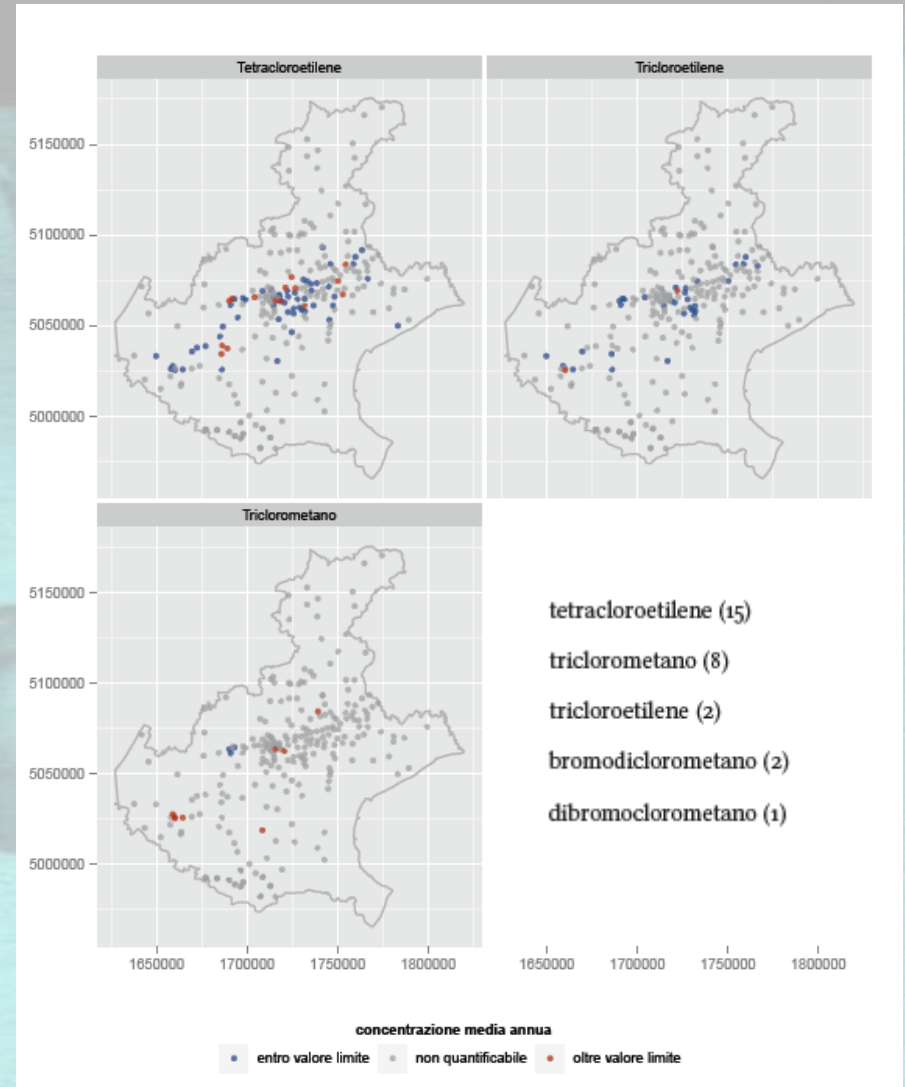 Tetracloroetilene
Tricloroetilene
5150000
5100000
5050000
5000000
Triclorometano
5150000
5100000
5050000
5000000
1650000 1700000 1750000 1800000
tetracloroetilene (15)
triclorometano (8)
tricloroetilene (2)
bromodiclorometano (2)
dibromoclorometano (1)
1650000 1700000 1750000 1800000
concentrazione media annua
entro valore limite non quantificabile oltre valore limite